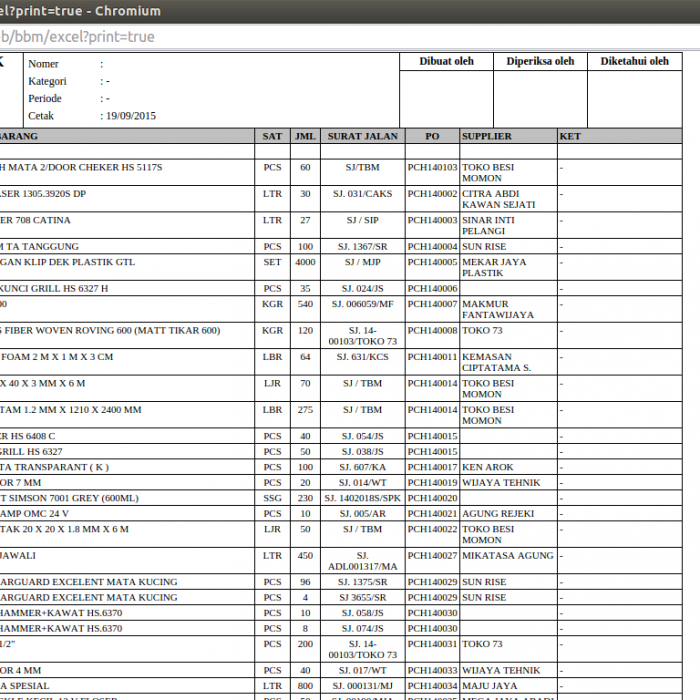 el?print=true - Chromium
b/bbm/excel?print=true
K
Nomer :
Kategori : -
Periode : -
Cetak : 19/09/2015
Dibuat oleh Diperiksa oleh Diketahui oleh
BARANG SAT JML SURAT JALAN PO SUPPLIER KET
H MATA 2/DOOR CHEKER HS 5117S PCS 60 SJ/TBM PCH140103 TOKO BESI MOMON -
ASER 1305.3920S DP LTR 30 SJ. 031/CAKS PCH140002 CITRA ABDI KAWAN SEJATI -
ER 708 CATINA LTR 27 SJ / SIP PCH140003 SINAR INTI PELANGI -
M TA TANGGUNG PCS 100 SJ. 1367/SR PCH140004 SUN RISE -
GAN KLIP DEK PLASTIK GTL SET 4000 SJ / MJP PCH140005 MEKAR JAYA PLASTIK -
KUNCI GRILL HS 6327 H PCS 35 SJ. 024/JS PCH140006 -
00 KGR 540 SJ. 006059/MF PCH140007 MAKMUR FANTAWIJAYA -
S FIBER WOVEN ROVING 600 (MATT TIKAR 600) KGR 120 SJ. 14-00103/TOKO 73 PCH140008 TOKO 73 -
FOAM 2 M X 1 M X 3 CM LBR 64 SJ. 631/KCS PCH140011 KEMASAN CIPTATAMA S. -
X 40 X 3 MM X 6 M LJR 70 SJ / TBM PCH140014 TOKO BESI MOMON -
TAM 1.2 MM X 1210 X 2400 MM LBR 275 SJ / TBM PCH140014 TOKO BESI MOMON -
ER HS 6408 C PCS 40 SJ. 054/JS PCH140015 -
GRILL HS 6327 PCS 50 SJ. 038/JS PCH140015 -
TA TRANSPARANT ( K ) PCS 100 SJ. 607/KA PCH140017 KEN AROK -
OR 7 MM PCS 20 SJ. 014/WT PCH140019 WIJAYA TEHNIK -
T SIMSON 7001 GREY (600ML) SSG 230 SJ. 1402018S/SPK PCH140020 -
AMP OMC 24 V PCS 10 SJ. 005/AR PCH140021 AGUNG REJEKI -
TAK 20 X 20 X 1.8 MM X 6 M LJR 50 SJ / TBM PCH140022 TOKO BESI MOMON -
JAWALI LTR 450 SJ. ADL001317/MA PCH140027 MIKATASA AGUNG -
ARGUARD EXCELENT MATA KUCING PCS 96 SJ. 1375/SR PCH140029 SUN RISE -
ARGUARD EXCELENT MATA KUCING PCS 4 SJ 3655/SR PCH140029 SUN RISE -
HAMMER+KAWAT HS.6370 PCS 10 SJ. 058/JS PCH140030 -
HAMMER+KAWAT HS.6370 PCS 8 SJ. 074/JS PCH140030 -
1/2" PCS 200 SJ. 14-00103/TOKO 73 PCH140031 TOKO 73 -
OR 4 MM PCS 40 SJ. 017/WT PCH140033 WIJAYA TEHNIK -
A SPESIAL LTR 800 SJ. 000131/MJ PCH140034 MAJU JAYA -